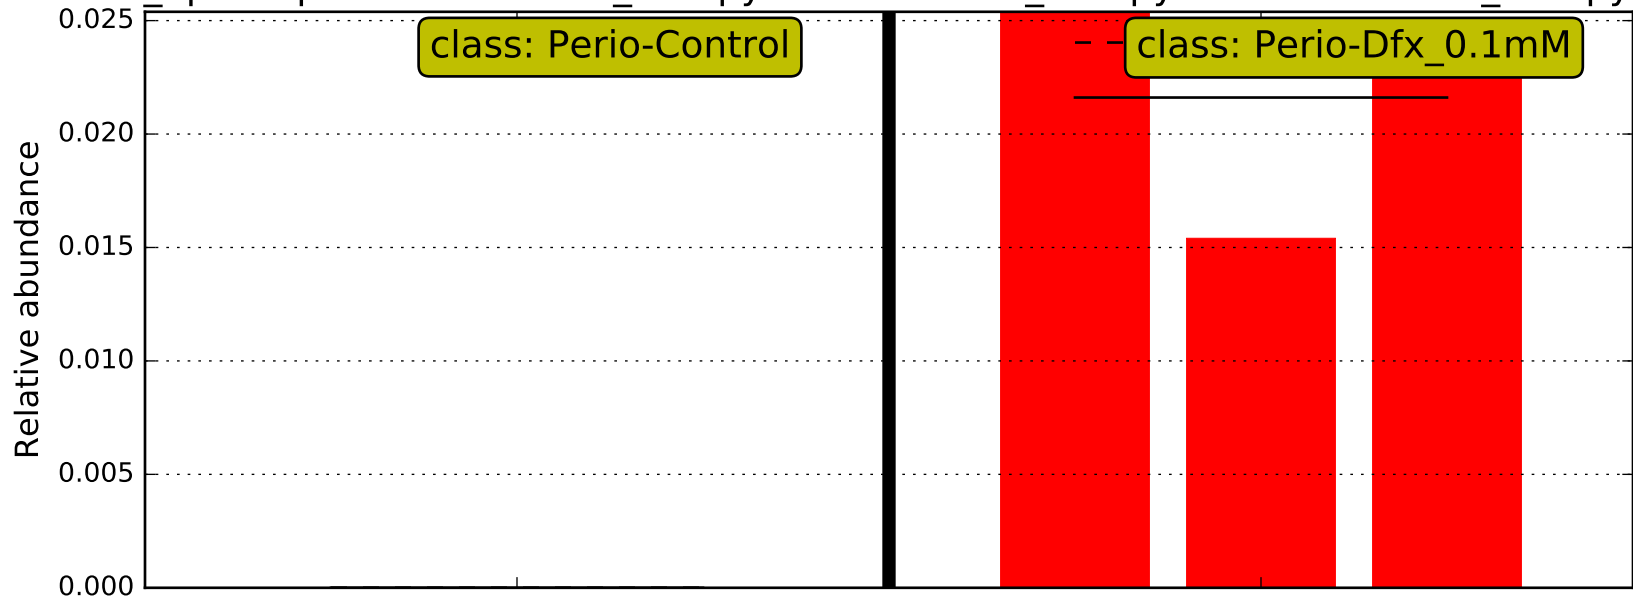 0.025
class: Perio-Control
class: Perio-Dfx_0.1mM
0.020
0.015
0.010
0.005
0.000
Relative abundance